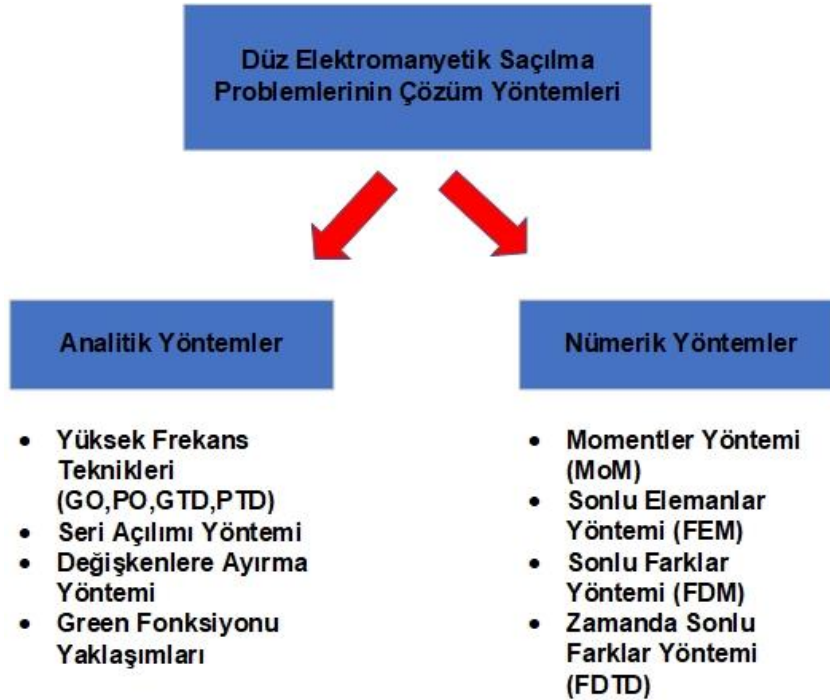 Düz Elektromanyetik Saçılma
Problemlerinin Çözüm Yöntemleri
Analitik Yöntemler
• Yüksek Frekans
Teknikleri
(GO,PO,GTD,PTD)
• Seri Açılımı Yöntemi
• Değişkenlere Ayırma
Yöntemi
• Green Fonksiyonu
Yaklaşımları
Nümerik Yöntemler
• Momentler Yöntemi
(MoM)
• Sonlu Elemanlar
Yöntemi (FEM)
• Sonlu Farklar
Yöntemi (FDM)
• Zamanda Sonlu
Farklar Yöntemi
(FDTD)